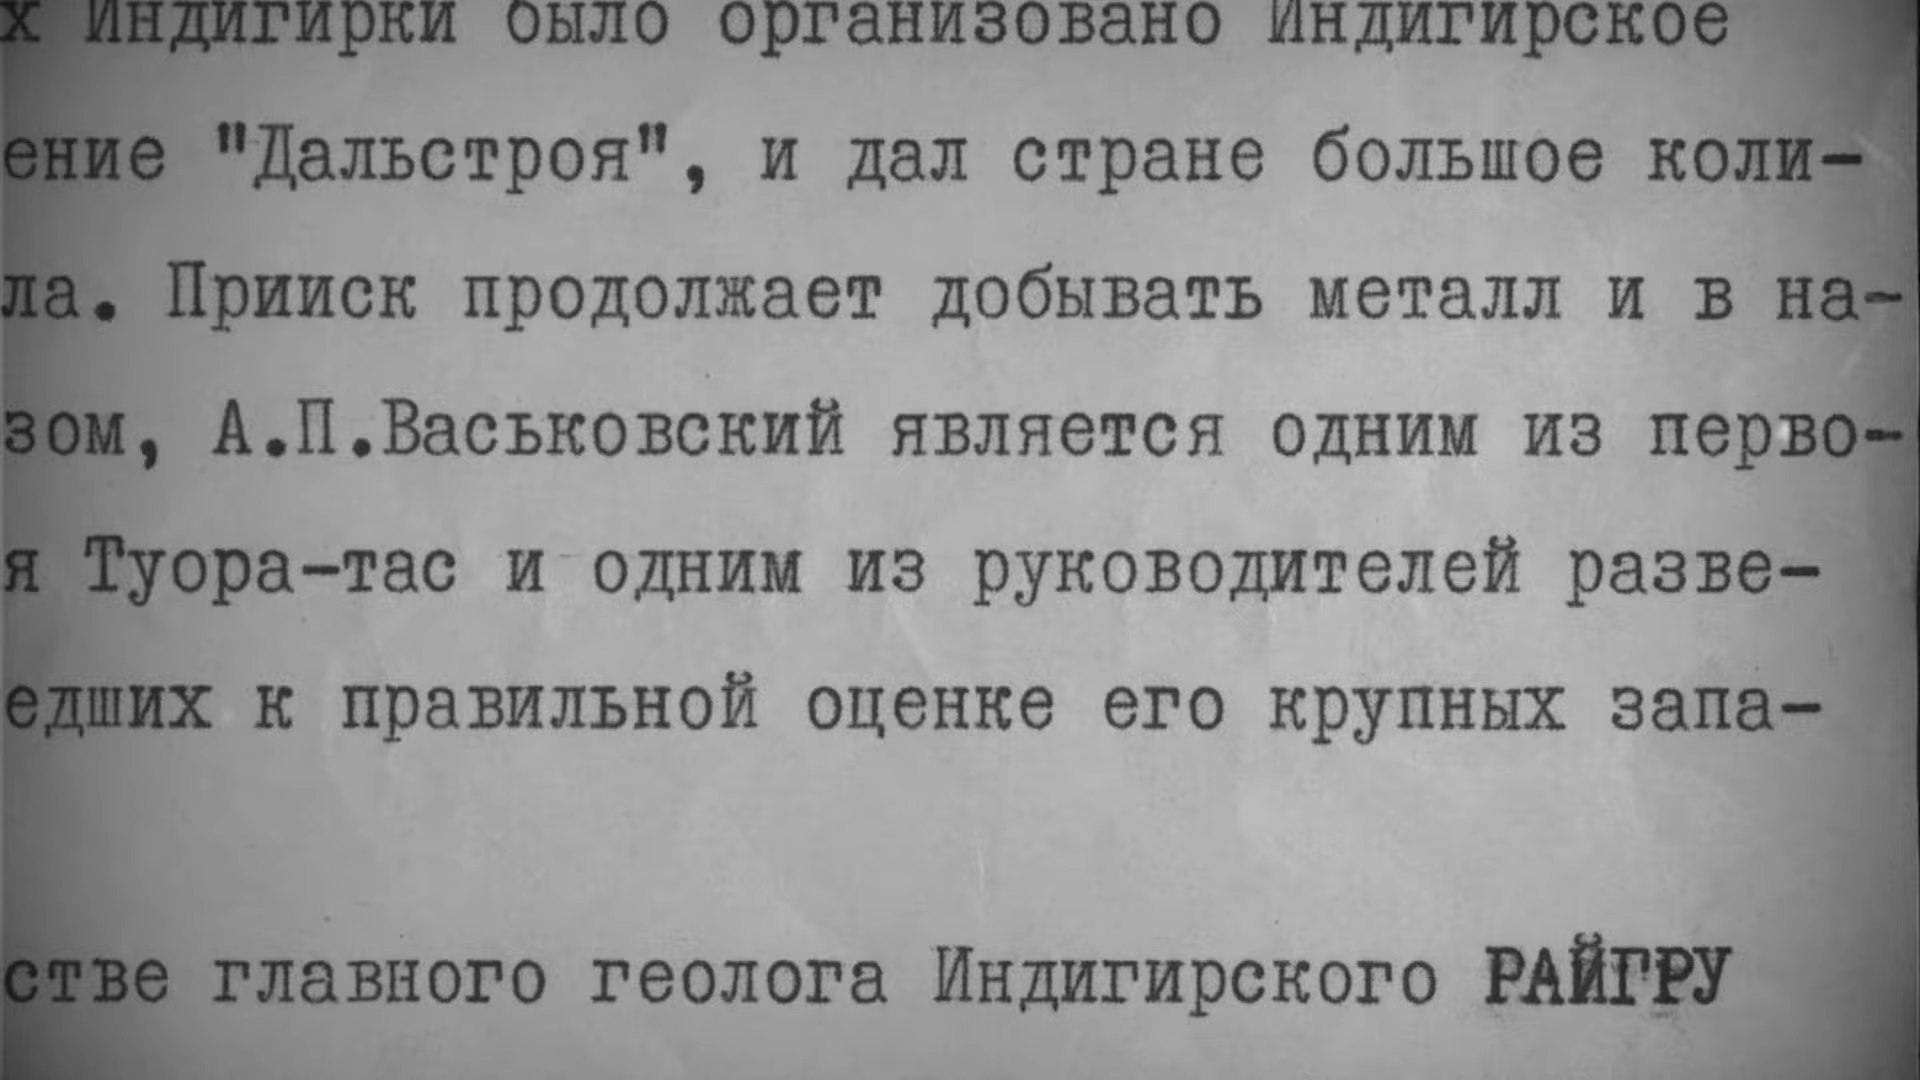 х Индигирки было организовано Индигирское
ение "Дальстроя", и дал стране большое коли-
ла. Прииск продолжает добывать металл и в на-
зом, А.П.Васьковский является одним из перво-
я Туора-тас и одним из руководителей разве-
едших к правильной оценке его крупных запа-
стве главного геолога Индигирского РАЙГРУ